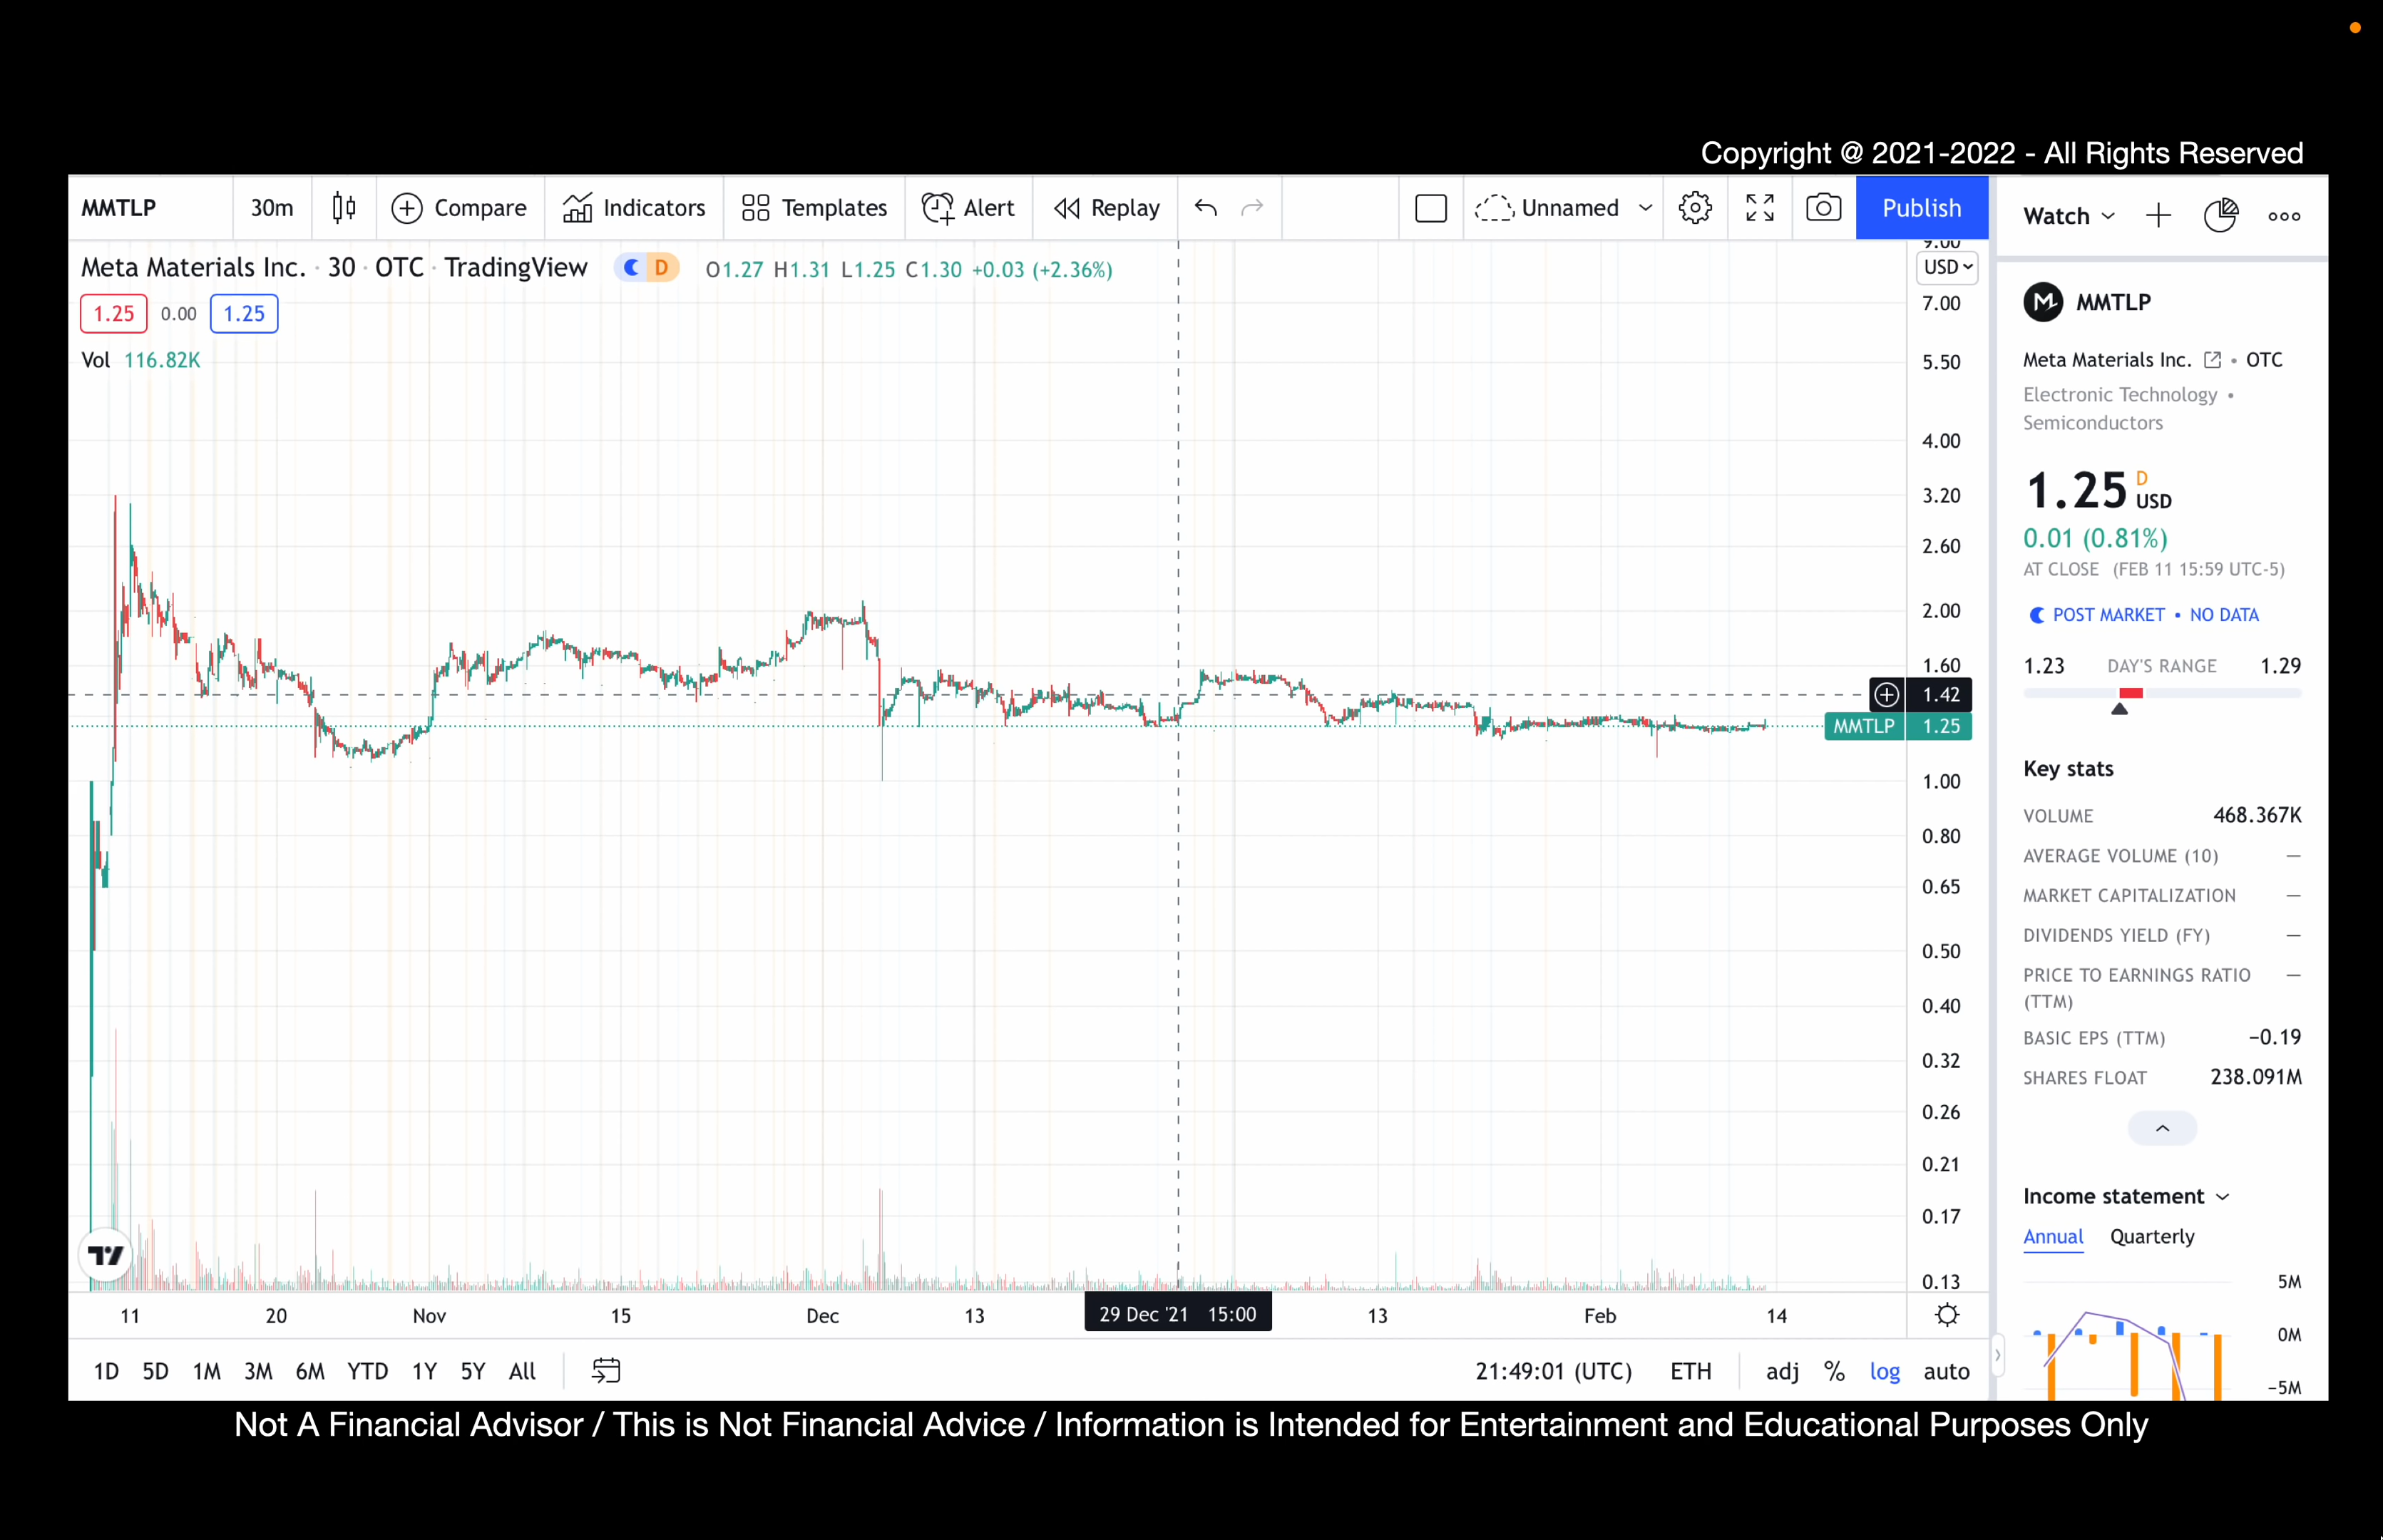 Copyright @ 2021-2022 - All Rights Reserved
MMTLP 30m Compare Indicators Templates Alert Replay Unnamed Publish Watch
Meta Materials Inc. · 30 · OTC · TradingView D O1.27 H1.31 L1.25 C1.30 +0.03 (+2.36%)
1.25 0.00 1.25
Vol 116.82K
9.00
USD
7.00
5.50
4.00
3.20
2.60
2.00
1.60
1.42
MMTLP 1.25
1.00
0.80
0.65
0.50
0.40
0.32
0.26
0.21
0.17
0.13
11 20 Nov 15 Dec 13 29 Dec '21 15:00 13 Feb 14
1D 5D 1M 3M 6M YTD 1Y 5Y All 21:49:01 (UTC) ETH adj % log auto
MMTLP
Meta Materials Inc. • OTC
Electronic Technology •
Semiconductors
1.25 D USD
0.01 (0.81%)
AT CLOSE (FEB 11 15:59 UTC-5)
POST MARKET • NO DATA
1.23 DAY'S RANGE 1.29
Key stats
VOLUME 468.367K
AVERAGE VOLUME (10) —
MARKET CAPITALIZATION —
DIVIDENDS YIELD (FY) —
PRICE TO EARNINGS RATIO —
(TTM)
BASIC EPS (TTM) −0.19
SHARES FLOAT 238.091M
Income statement
Annual Quarterly
5M
0M
−5M
Not A Financial Advisor / This is Not Financial Advice / Information is Intended for Entertainment and Educational Purposes Only